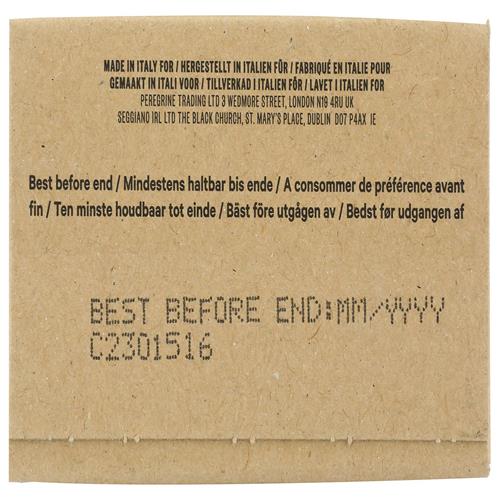 MADE IN ITALY FOR / HERGESTELLT IN ITALIEN FÜR / FABRIQUÉ EN ITALIE POUR
GEMAAKT IN ITALI VOOR / TILLVERKAD I ITALIEN FÖR / LAVET I ITALIEN FOR
PEREGRINE TRADING LTD 3 WEDMORE STREET, LONDON N19 4RU UK
SEGGIANO IRL LTD THE BLACK CHURCH, ST. MARY'S PLACE, DUBLIN D07 P4AX IE
Best before end / Mindestens haltbar bis ende / A consommer de préférence avant
fin / Ten minste houdbaar tot einde / Bäst före utgågen av / Bedst før udgangen af
BEST BEFORE END:MM/YYYY
C2301516